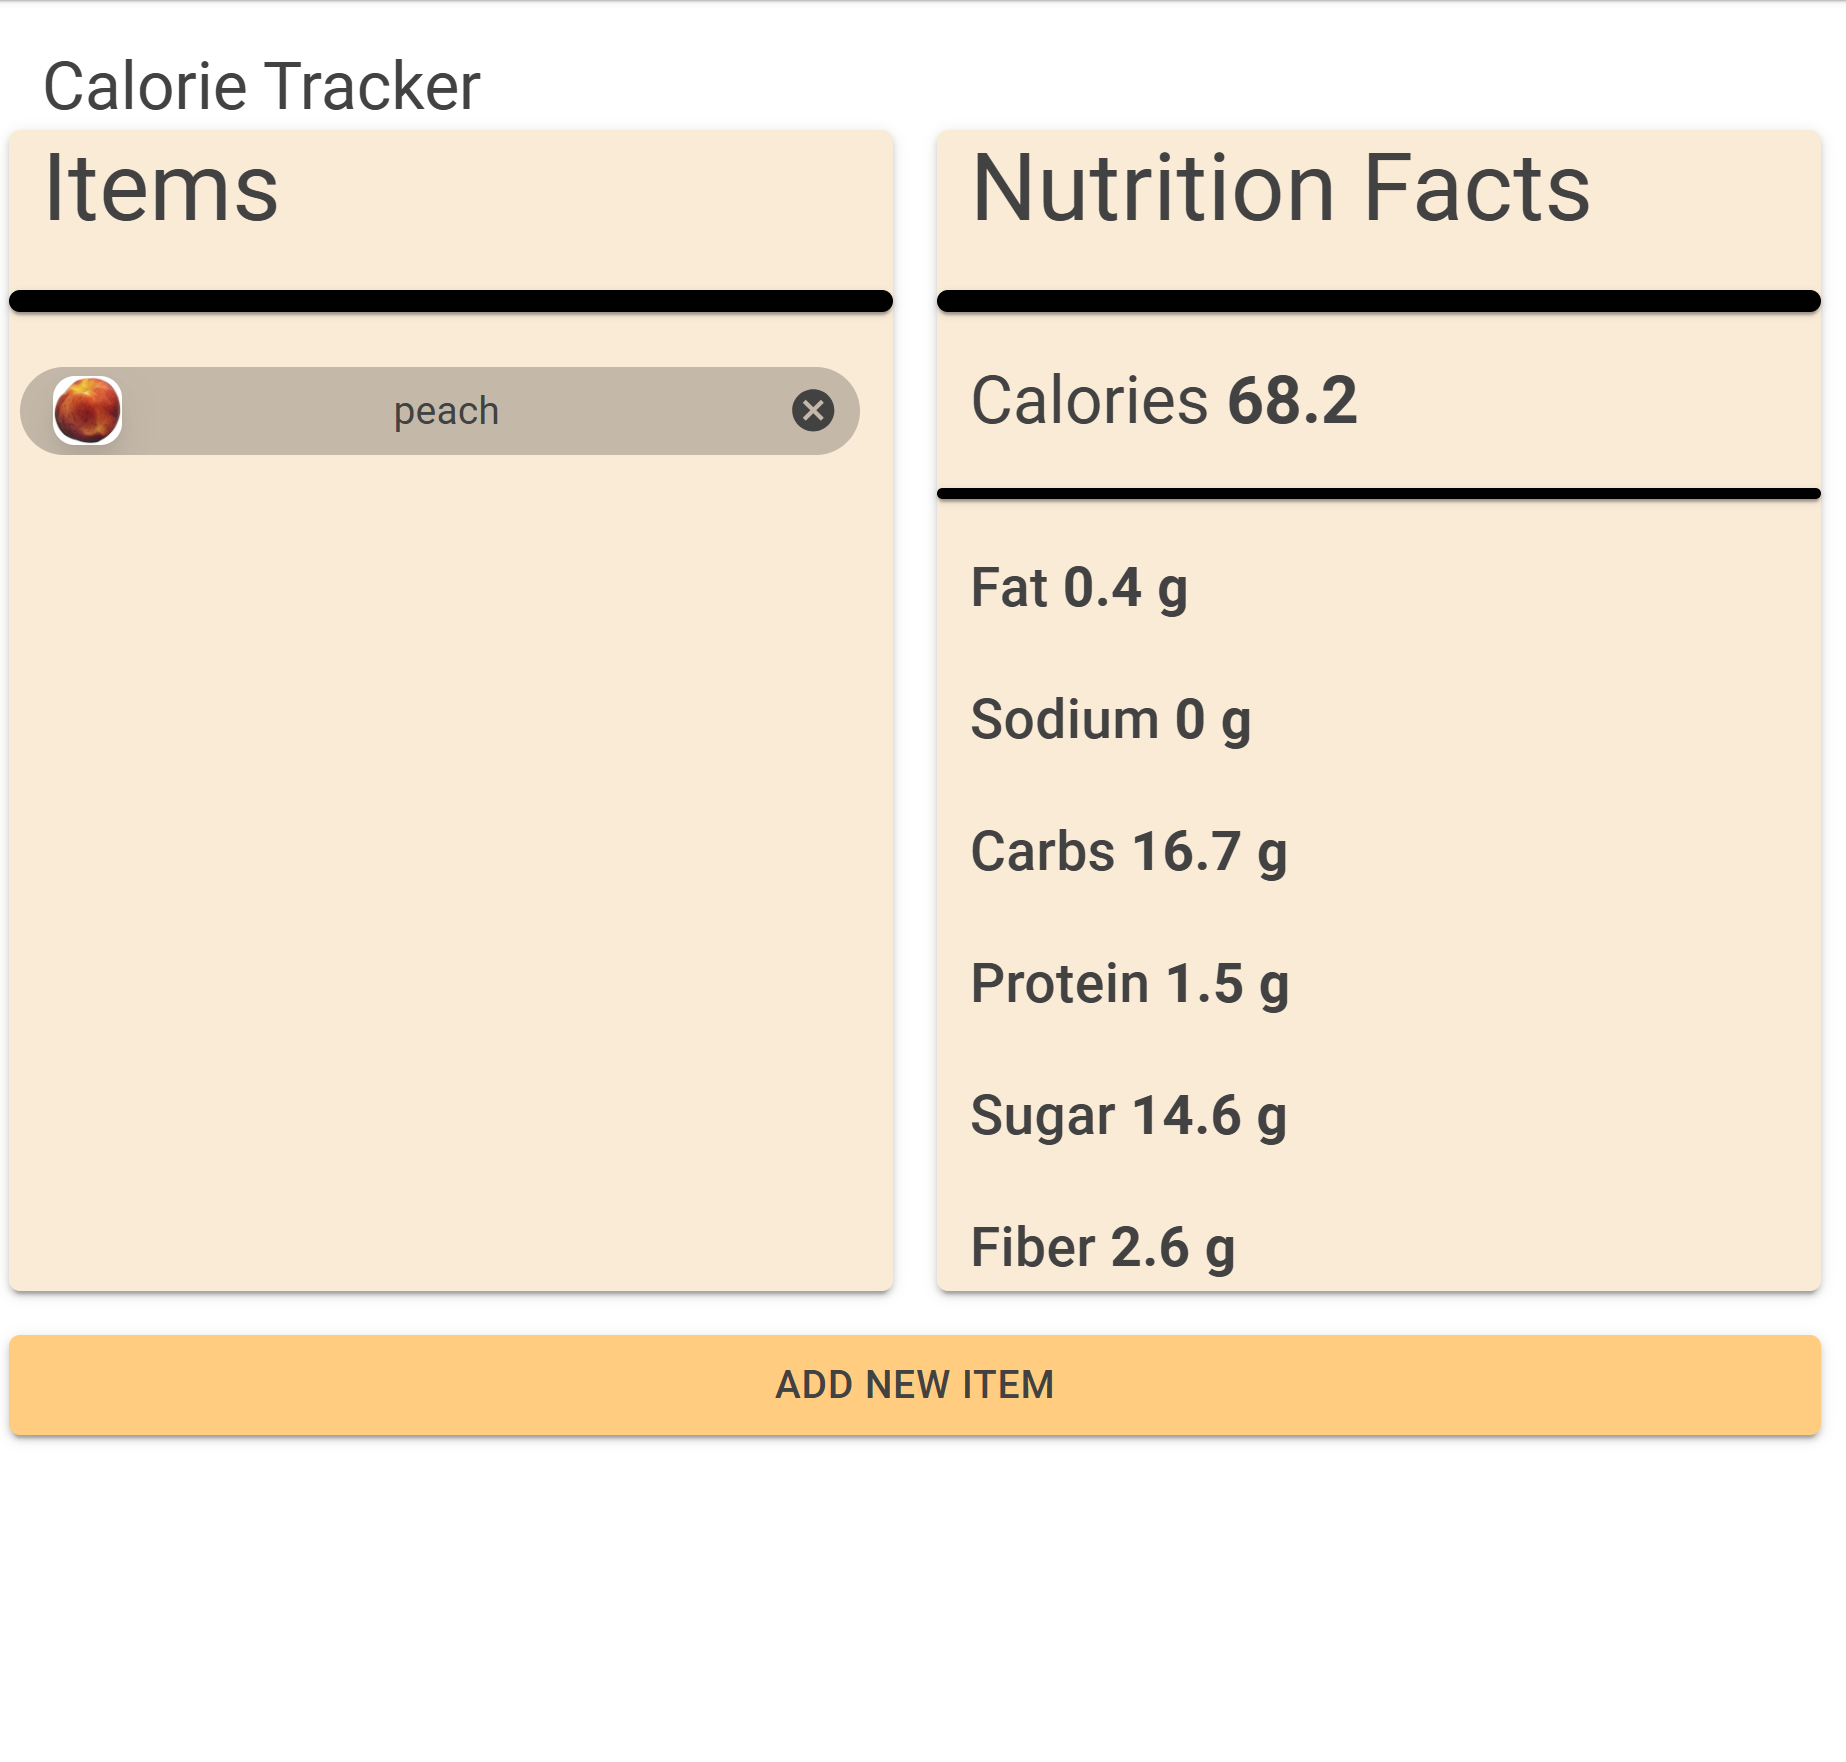 Calorie Tracker
Items
peach
Nutrition Facts
Calories 68.2
Fat 0.4 g
Sodium 0 g
Carbs 16.7 g
Protein 1.5 g
Sugar 14.6 g
Fiber 2.6 g
ADD NEW ITEM